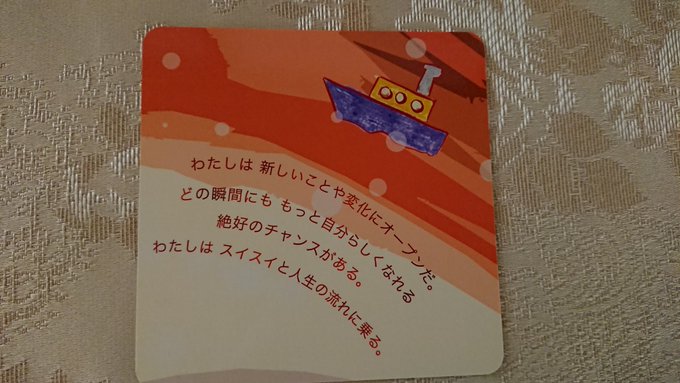 わたしは 新しいことや変化にオープンだ。
どの瞬間にも もっと自分らしくなれる
絶好のチャンスがある。
わたしは スイスイと人生の流れに乗る。